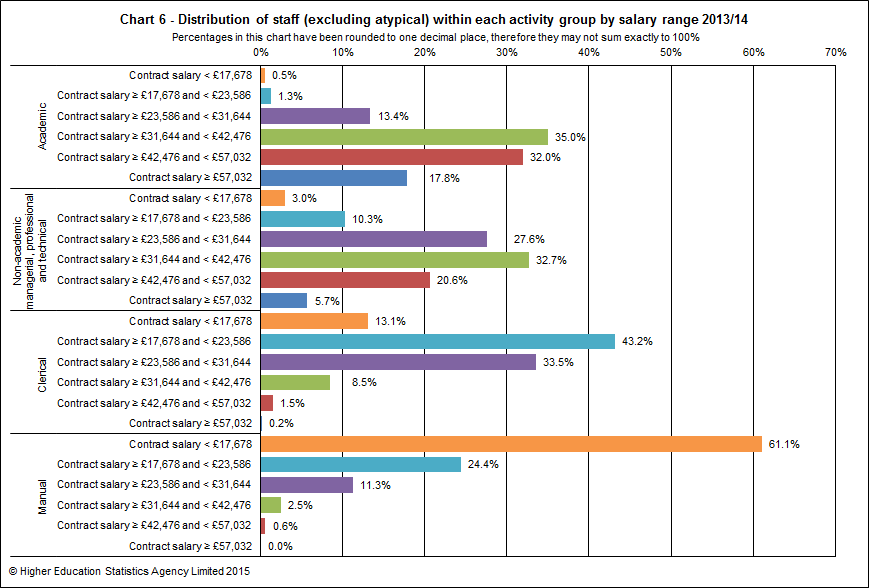 Chart 6 - Distribution of staff (excluding atypical) within each activity group by salary range 2013/14
Percentages in this chart have been rounded to one decimal place, therefore they may not sum exactly to 100%
0% 10% 20% 30% 40% 50% 60% 70%
Academic
Contract salary < £17,678 0.5%
Contract salary ≥ £17,678 and < £23,586 1.3%
Contract salary ≥ £23,586 and < £31,644 13.4%
Contract salary ≥ £31,644 and < £42,476 35.0%
Contract salary ≥ £42,476 and < £57,032 32.0%
Contract salary ≥ £57,032 17.8%
Non-academic
managerial, professional
and technical
Contract salary < £17,678 3.0%
Contract salary ≥ £17,678 and < £23,586 10.3%
Contract salary ≥ £23,586 and < £31,644 27.6%
Contract salary ≥ £31,644 and < £42,476 32.7%
Contract salary ≥ £42,476 and < £57,032 20.6%
Contract salary ≥ £57,032 5.7%
Clerical
Contract salary < £17,678 13.1%
Contract salary ≥ £17,678 and < £23,586 43.2%
Contract salary ≥ £23,586 and < £31,644 33.5%
Contract salary ≥ £31,644 and < £42,476 8.5%
Contract salary ≥ £42,476 and < £57,032 1.5%
Contract salary ≥ £57,032 0.2%
Manual
Contract salary < £17,678 61.1%
Contract salary ≥ £17,678 and < £23,586 24.4%
Contract salary ≥ £23,586 and < £31,644 11.3%
Contract salary ≥ £31,644 and < £42,476 2.5%
Contract salary ≥ £42,476 and < £57,032 0.6%
Contract salary ≥ £57,032 0.0%
© Higher Education Statistics Agency Limited 2015